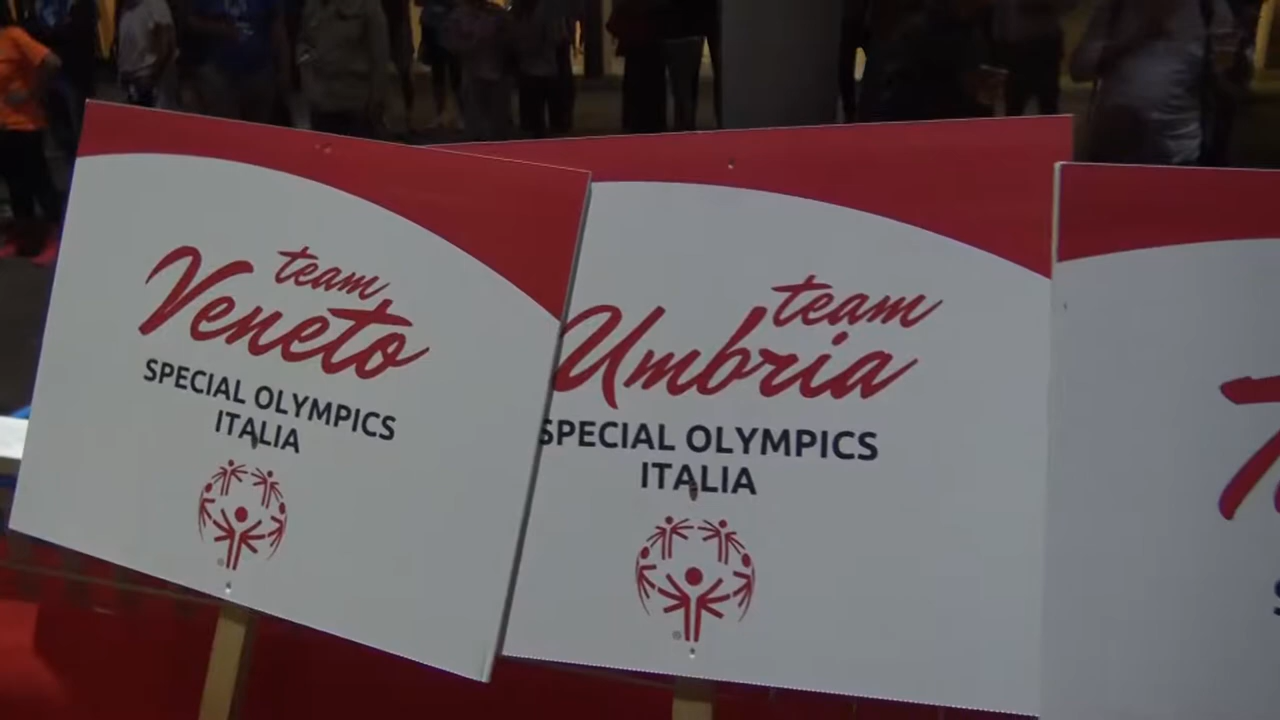 team
Veneto
SPECIAL OLYMPICS
ITALIA
team
Umbria
SPECIAL OLYMPICS
ITALIA